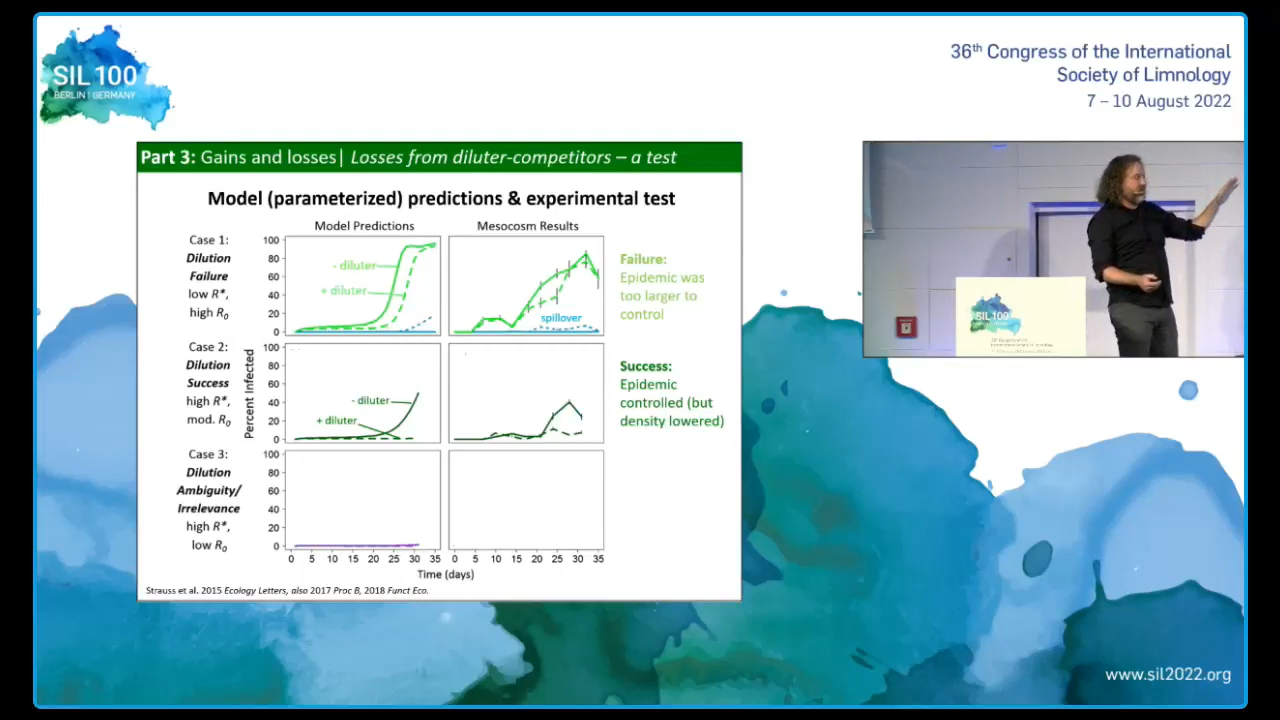 SIL 100
BERLIN | GERMANY
36th Congress of the International
Society of Limnology
7 – 10 August 2022
Part 3: Gains and losses| Losses from diluter-competitors – a test
Model (parameterized) predictions & experimental test
Model Predictions
Mesocosm Results
Case 1:
Dilution
Failure
low R*,
high R0
100
80
60
40
20
0
- diluter
+ diluter
spillover
Failure:
Epidemic was
too larger to
control
Case 2:
Dilution
Success
high R*,
mod. R0
Percent Infected
100
80
60
40
20
0
- diluter
+ diluter
Success:
Epidemic
controlled (but
density lowered)
Case 3:
Dilution
Ambiguity/
Irrelevance
high R*,
low R0
100
80
60
40
20
0
0 5 10 15 20 25 30 35
0 5 10 15 20 25 30 35
Time (days)
Strauss et al. 2015 Ecology Letters, also 2017 Proc B, 2018 Funct Eco.
SIL 100
www.sil2022.org